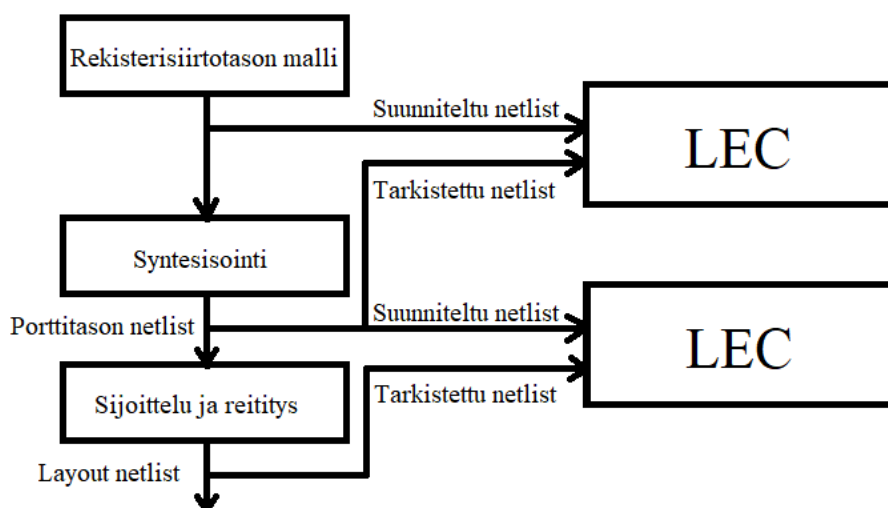 Rekisterisiirtotason malli
Suunniteltu netlist
LEC
Tarkistettu netlist
Syntesisointi
Porttitason netlist
Suunniteltu netlist
LEC
Sijoittelu ja reititys
Tarkistettu netlist
Layout netlist